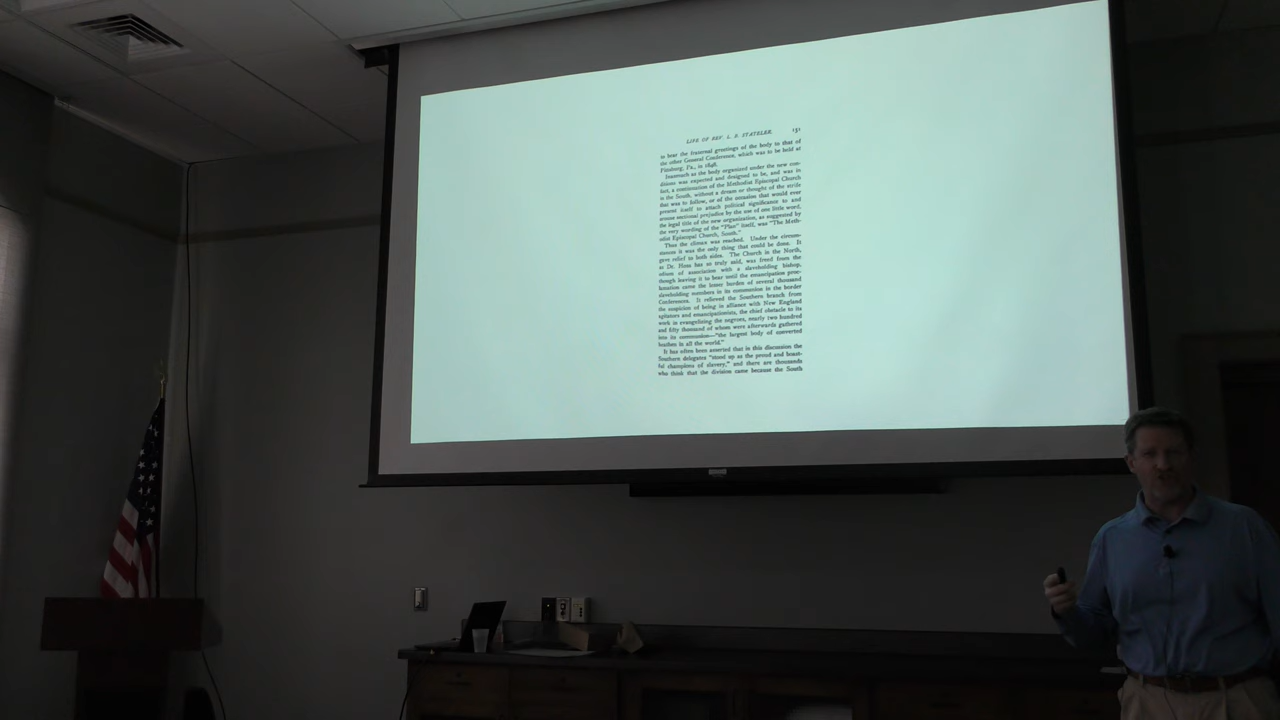 LIFE OF REV. L. B. STATELER. 151
to bear the fraternal greetings of the body to that of
the other General Conference, which was to be held at
Pittsburg, Pa., in 1848.
Inasmuch as the body organized under the new con-
ditions was expected and designed to be, and was in
fact, a continuation of the Methodist Episcopal Church
in the South, without a dream or thought of the strife
that was to follow, or of the occasion that would ever
present itself to attach political significance to and
arouse sectional prejudice by the use of one little word,
the legal title of the new organization, as suggested by
the very wording of the "Plan" itself, was "The Meth-
odist Episcopal Church, South."
Thus the climax was reached. Under the circum-
stances it was the only thing that could be done. It
gave relief to both sides. The Church in the North,
as Dr. Hoss has so truly said, was freed from the
odium of association with a slaveholding bishop,
though leaving it to bear until the emancipation proc-
lamation came the lesser burden of several thousand
slaveholding members in its communion in the border
Conferences. It relieved the Southern branch from
the suspicion of being in alliance with New England
agitators and emancipationists, the chief obstacle to its
work in evangelizing the negroes, nearly two hundred
and fifty thousand of whom were afterwards gathered
into its communion—"the largest body of converted
heathen in all the world."
It has often been asserted that in this discussion the
Southern delegates "stood up as the proud and boast-
ful champions of slavery," and there are thousands
who think that the division came because the South